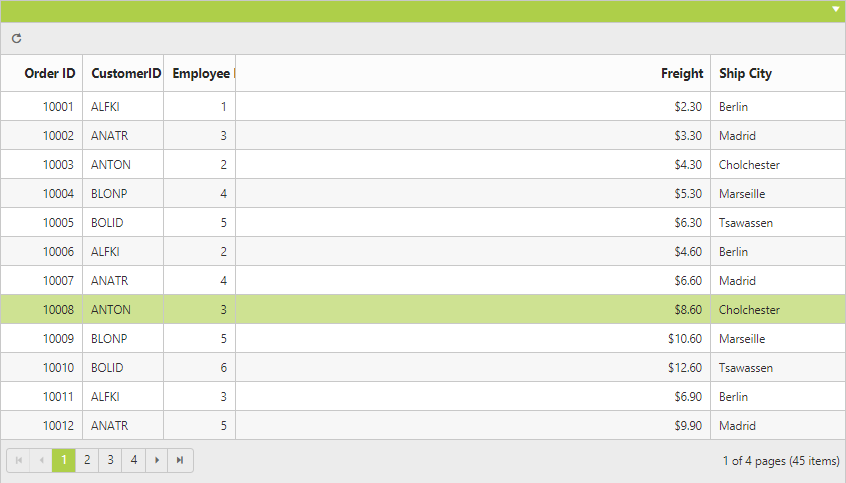 Order ID CustomerID Employee Freight Ship City
10001 ALFKI 1 $2.30 Berlin
10002 ANATR 3 $3.30 Madrid
10003 ANTON 2 $4.30 Cholchester
10004 BLONP 4 $5.30 Marseille
10005 BOLID 5 $6.30 Tsawassen
10006 ALFKI 2 $4.60 Berlin
10007 ANATR 4 $6.60 Madrid
10008 ANTON 3 $8.60 Cholchester
10009 BLONP 5 $10.60 Marseille
10010 BOLID 6 $12.60 Tsawassen
10011 ALFKI 3 $6.90 Berlin
10012 ANATR 5 $9.90 Madrid
1 2 3 4 1 of 4 pages (45 items)